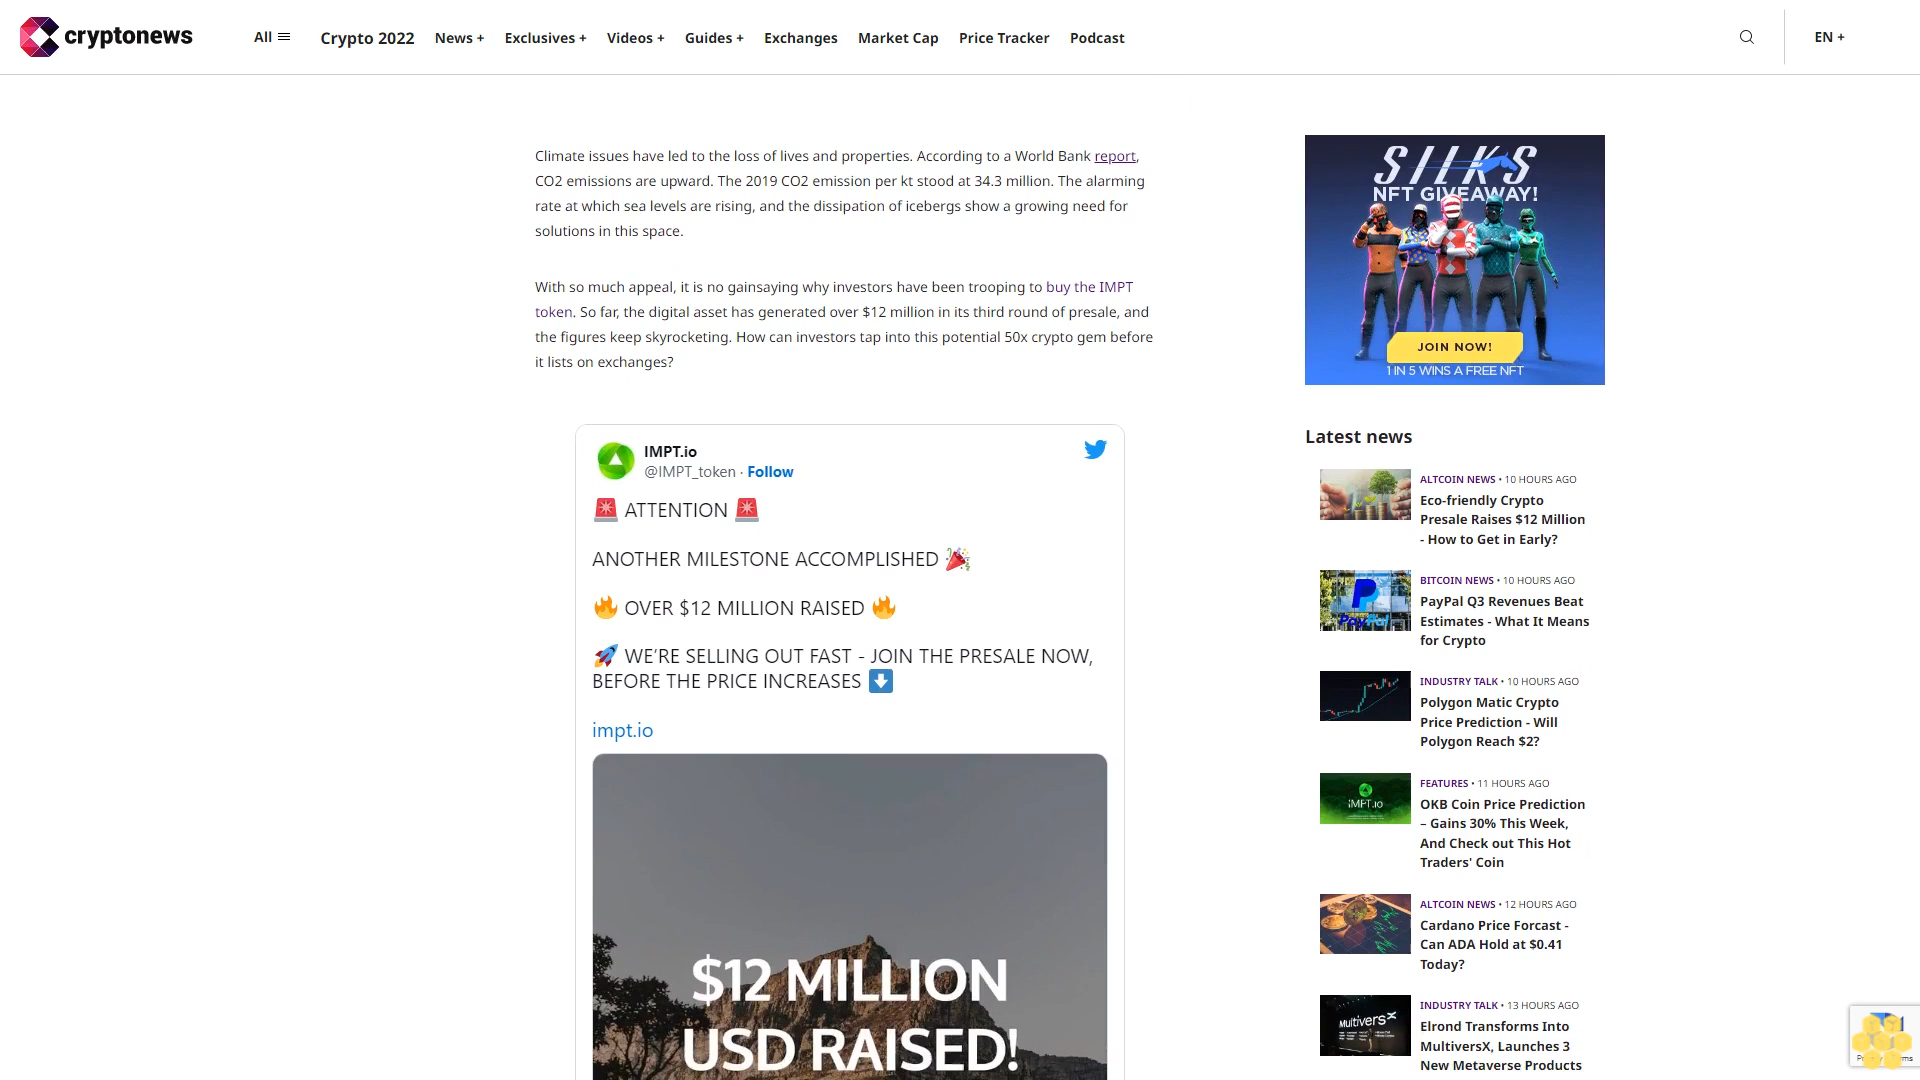 cryptonews
All
Crypto 2022
News +
Exclusives +
Videos +
Guides +
Exchanges
Market Cap
Price Tracker
Podcast
EN +
Climate issues have led to the loss of lives and properties. According to a World Bank report,
CO2 emissions are upward. The 2019 CO2 emission per kt stood at 34.3 million. The alarming
rate at which sea levels are rising, and the dissipation of icebergs show a growing need for
solutions in this space.
With so much appeal, it is no gainsaying why investors have been trooping to buy the IMPT
token. So far, the digital asset has generated over $12 million in its third round of presale, and
the figures keep skyrocketing. How can investors tap into this potential 50x crypto gem before
it lists on exchanges?
IMPT.io
@IMPT_token · Follow
🚨 ATTENTION 🚨
ANOTHER MILESTONE ACCOMPLISHED 🎉
🔥 OVER $12 MILLION RAISED 🔥
🚀 WE’RE SELLING OUT FAST - JOIN THE PRESALE NOW,
BEFORE THE PRICE INCREASES ⬇️
impt.io
$12 MILLION
USD RAISED!
SILKS
NFT GIVEAWAY!
JOIN NOW!
1 IN 5 WINS A FREE NFT
Latest news
ALTCOIN NEWS • 10 HOURS AGO
Eco-friendly Crypto
Presale Raises $12 Million
- How to Get in Early?
PayPal
BITCOIN NEWS • 10 HOURS AGO
PayPal Q3 Revenues Beat
Estimates - What It Means
for Crypto
INDUSTRY TALK • 10 HOURS AGO
Polygon Matic Crypto
Price Prediction - Will
Polygon Reach $2?
IMPT.io
FEATURES • 11 HOURS AGO
OKB Coin Price Prediction
– Gains 30% This Week,
And Check out This Hot
Traders' Coin
ALTCOIN NEWS • 12 HOURS AGO
Cardano Price Forcast -
Can ADA Hold at $0.41
Today?
MultiversX
INDUSTRY TALK • 13 HOURS AGO
Elrond Transforms Into
MultiversX, Launches 3
New Metaverse Products